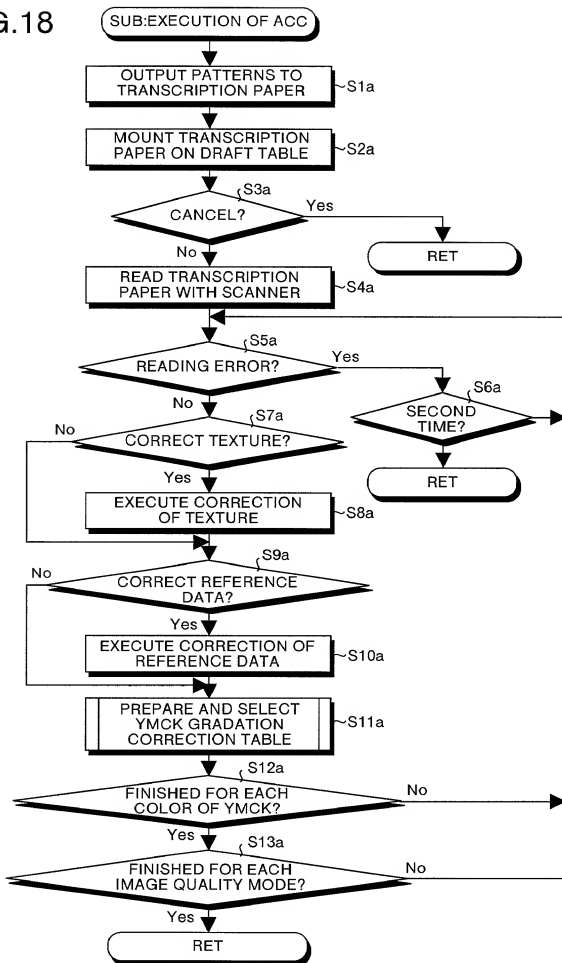 G.18
SUB:EXECUTION OF ACC
OUTPUT PATTERNS TO
TRANSCRIPTION PAPER
S1a
MOUNT TRANSCRIPTION
PAPER ON DRAFT TABLE
S2a
S3a
CANCEL?
Yes
No
RET
READ TRANSCRIPTION
PAPER WITH SCANNER
S4a
S5a
READING ERROR?
Yes
No
S6a
SECOND
TIME?
RET
S7a
CORRECT TEXTURE?
No
Yes
EXECUTE CORRECTION
OF TEXTURE
S8a
S9a
CORRECT REFERENCE
DATA?
No
Yes
EXECUTE CORRECTION OF
REFERENCE DATA
S10a
PREPARE AND SELECT
YMCK GRADATION
CORRECTION TABLE
S11a
S12a
FINISHED FOR EACH
COLOR OF YMCK?
No
Yes
S13a
FINISHED FOR EACH
IMAGE QUALITY MODE?
No
Yes
RET